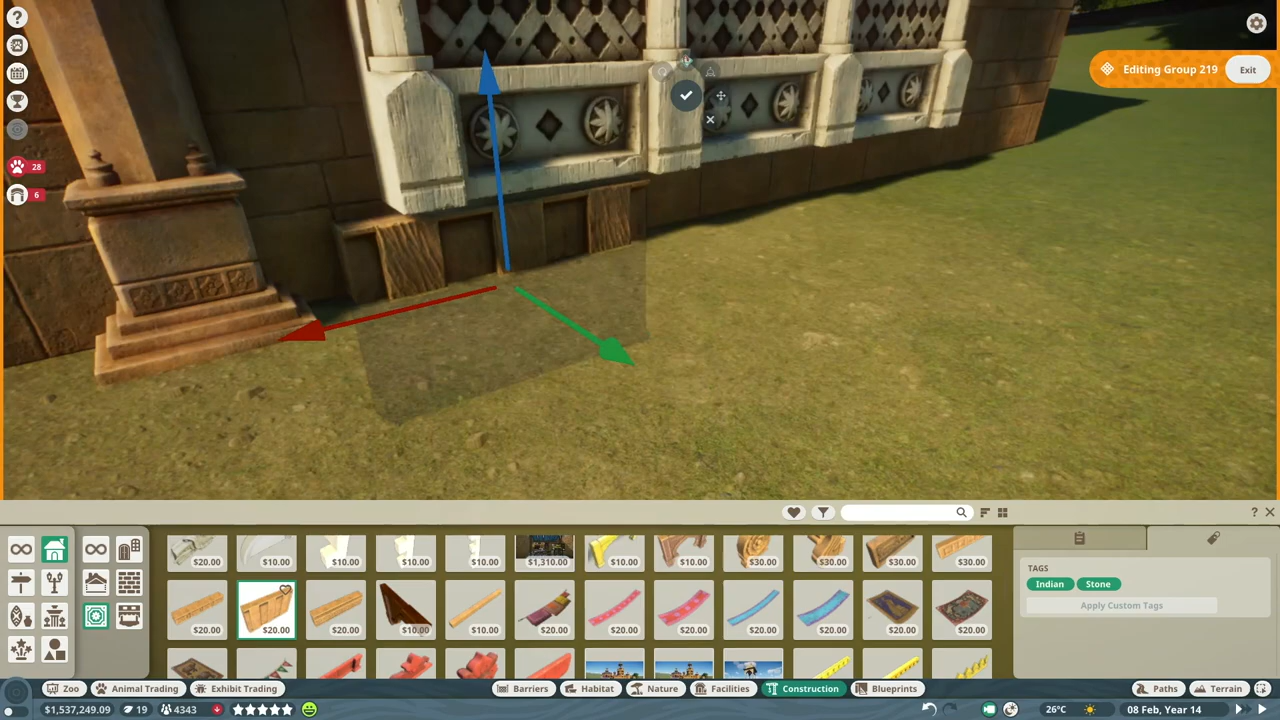 ?
Editing Group 219
Exit
28
6
? ×
$20.00 $10.00 $10.00 $10.00 $10.00 $1,310.00 $10.00 $10.00 $30.00 $30.00 $30.00 $30.00
$20.00 $20.00 $20.00 $10.00 $10.00 $20.00 $20.00 $20.00 $20.00 $20.00 $20.00 $20.00
TAGS
Indian Stone
Apply Custom Tags
Zoo Animal Trading Exhibit Trading Barriers Habitat Nature Facilities Construction Blueprints Paths Terrain
$1,537,249.09 19 4343 26°C 08 Feb, Year 14